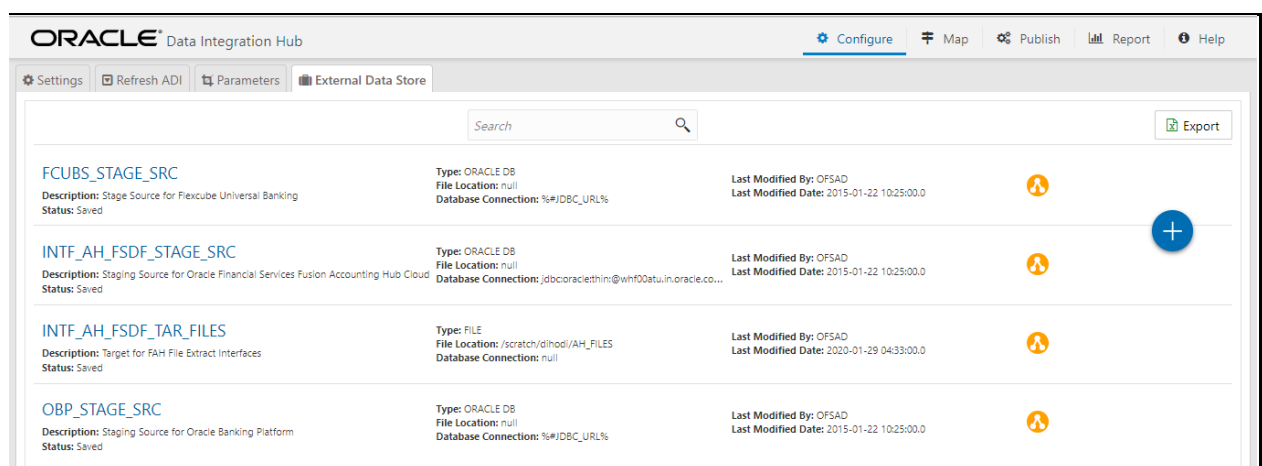 ORACLE® Data Integration Hub
Configure Map Publish Report Help
Settings Refresh ADI Parameters External Data Store
Search Export
FCUBS_STAGE_SRC
Description: Stage Source for Flexcube Universal Banking
Status: Saved
Type: ORACLE DB
File Location: null
Database Connection: %#JDBC_URL%
Last Modified By: OFSAD
Last Modified Date: 2015-01-22 10:25:00.0
INTF_AH_FSDF_STAGE_SRC
Description: Staging Source for Oracle Financial Services Fusion Accounting Hub Cloud
Status: Saved
Type: ORACLE DB
File Location: null
Database Connection: jdbc:oracle:thin:@whf00atu.in.oracle.co...
Last Modified By: OFSAD
Last Modified Date: 2015-01-22 10:25:00.0
INTF_AH_FSDF_TAR_FILES
Description: Target for FAH File Extract Interfaces
Status: Saved
Type: FILE
File Location: /scratch/dihodi/AH_FILES
Database Connection: null
Last Modified By: OFSAD
Last Modified Date: 2020-01-29 04:33:00.0
OBP_STAGE_SRC
Description: Staging Source for Oracle Banking Platform
Status: Saved
Type: ORACLE DB
File Location: null
Database Connection: %#JDBC_URL%
Last Modified By: OFSAD
Last Modified Date: 2015-01-22 10:25:00.0